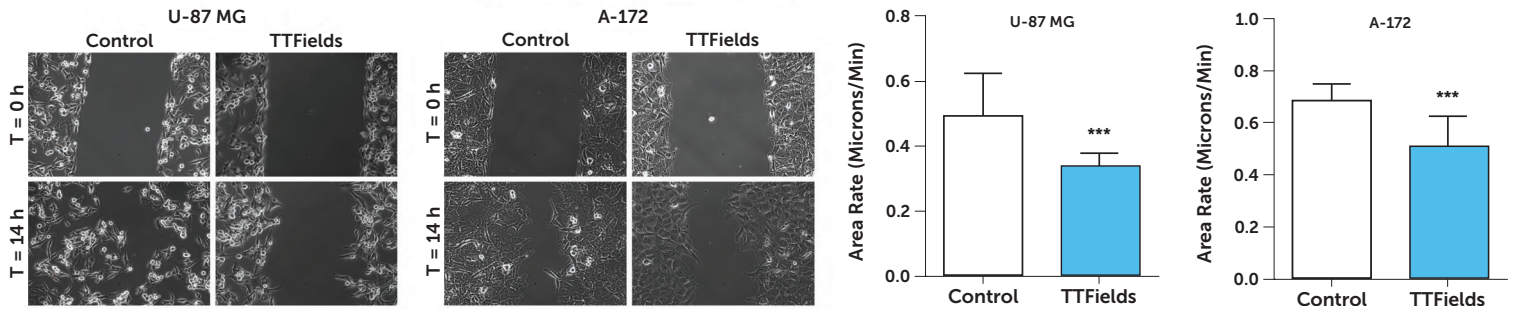 U-87 MG
Control
TTFields
T = 0 h
T = 14 h
A-172
Control
TTFields
T = 0 h
T = 14 h
U-87 MG
Area Rate (Microns/Min)
0.8
0.6
0.4
0.2
0.0
***
Control
TTFields
A-172
Area Rate (Microns/Min)
1.0
0.8
0.6
0.4
0.2
0.0
***
Control
TTFields